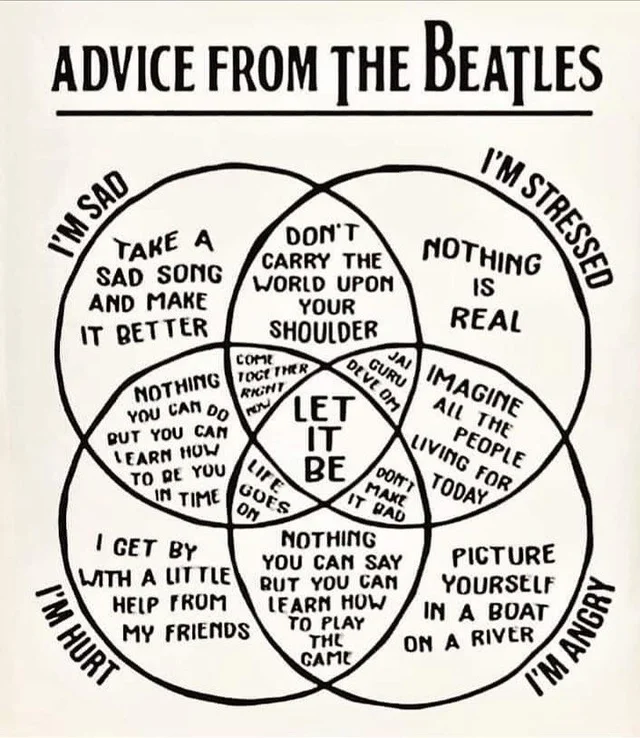 ADVICE FROM THE BEATLES
I'M SAD
I'M STRESSED
TAKE A
SAD SONG
AND MAKE
IT BETTER
DON'T
CARRY THE
WORLD UPON
YOUR
SHOULDER
NOTHING
IS
REAL
COME
TOGETHER
RIGHT
NOW
JAI
GURU
DEVE OM
NOTHING
YOU CAN DO
BUT YOU CAN
LEARN HOW
TO BE YOU
IN TIME
LET
IT
BE
IMAGINE
ALL THE
PEOPLE
LIVING FOR
TODAY
LIFE
GOES
ON
DON'T
MAKE
IT BAD
I GET BY
WITH A LITTLE
HELP FROM
MY FRIENDS
NOTHING
YOU CAN SAY
BUT YOU CAN
LEARN HOW
TO PLAY
THE
GAME
PICTURE
YOURSELF
IN A BOAT
ON A RIVER
I'M HURT
I'M ANGRY